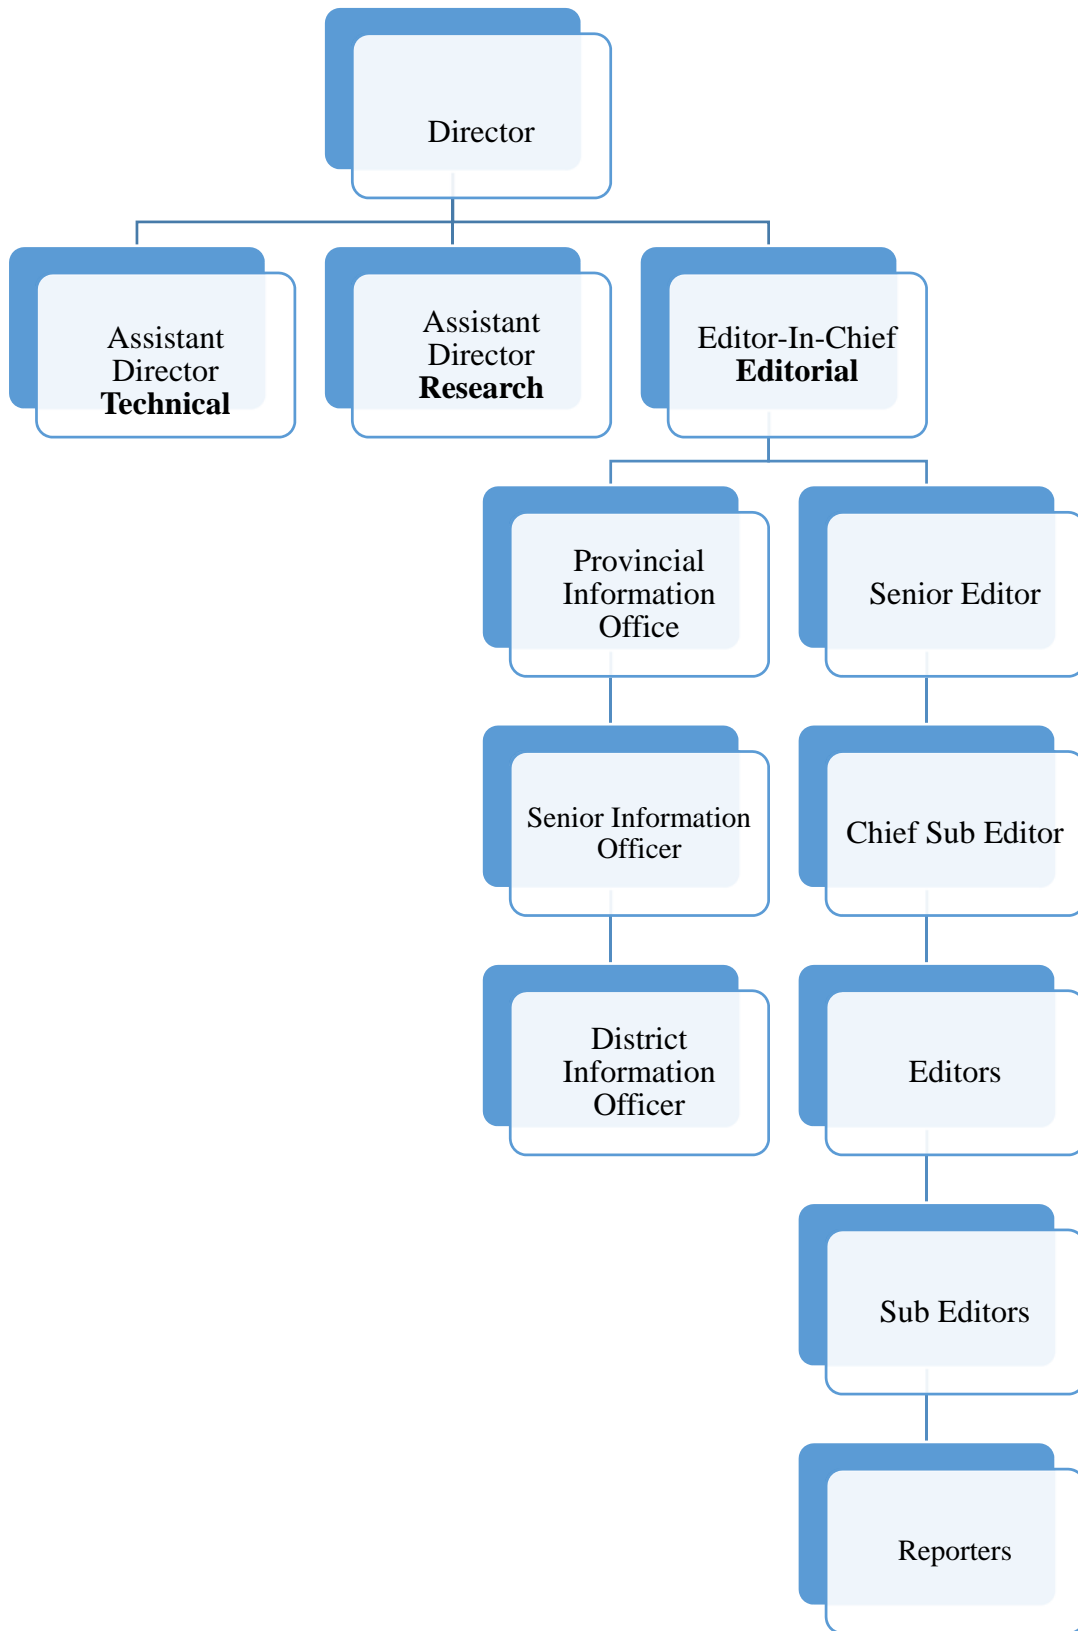 Director
Assistant
Director
Technical
Assistant
Director
Research
Editor-In-Chief
Editorial
Provincial
Information
Office
Senior Editor
Senior Information
Officer
Chief Sub Editor
District
Information
Officer
Editors
Sub Editors
Reporters